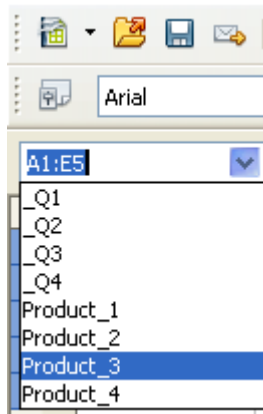 Arial
A1:E5
_Q1
_Q2
_Q3
_Q4
Product_1
Product_2
Product_3
Product_4